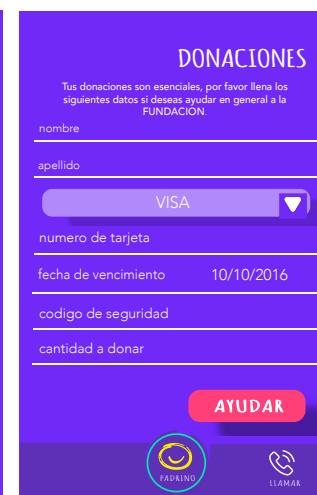 DONACIONES
Tus donaciones son esenciales, por favor llena los
siguientes datos si deseas ayudar en general a la
FUNDACION.
nombre
apellido
VISA
numero de tarjeta
fecha de vencimiento 10/10/2016
codigo de seguridad
cantidad a donar
AYUDAR
PADRINO
LLAMAR